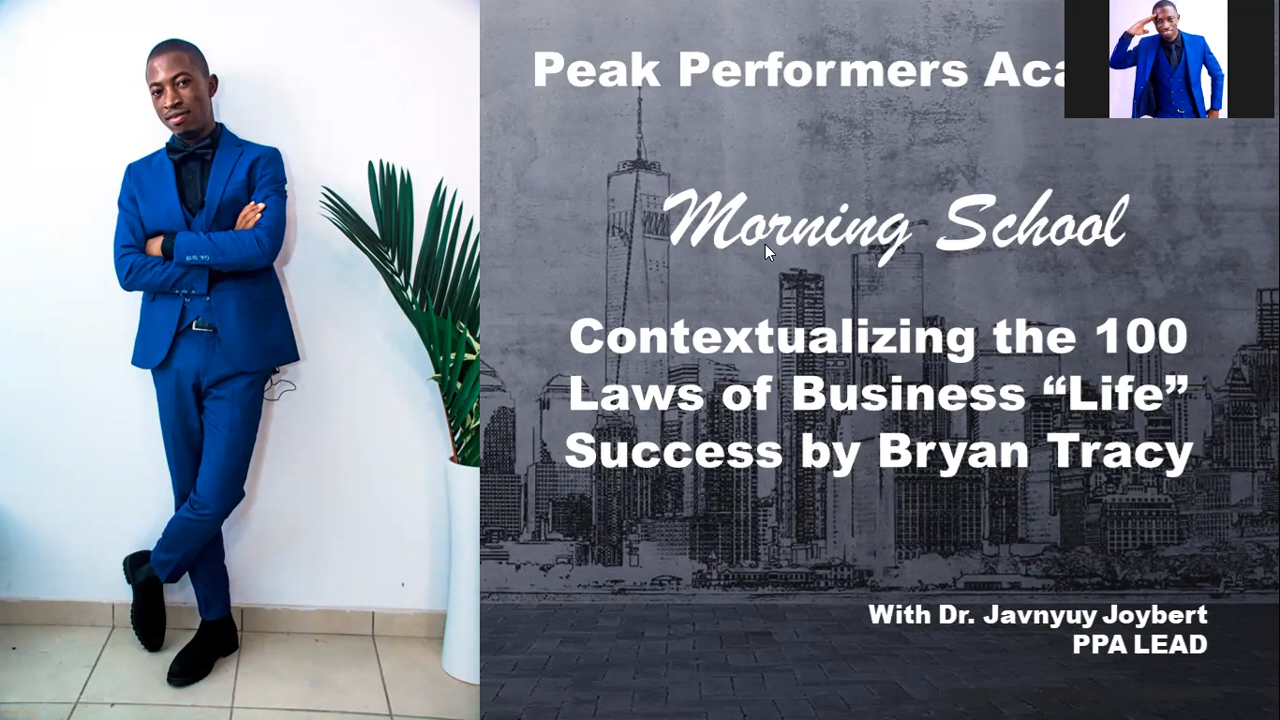 Peak Performers Aca
Morning School
Contextualizing the 100
Laws of Business “Life”
Success by Bryan Tracy
With Dr. Javnyuy Joybert
PPA LEAD